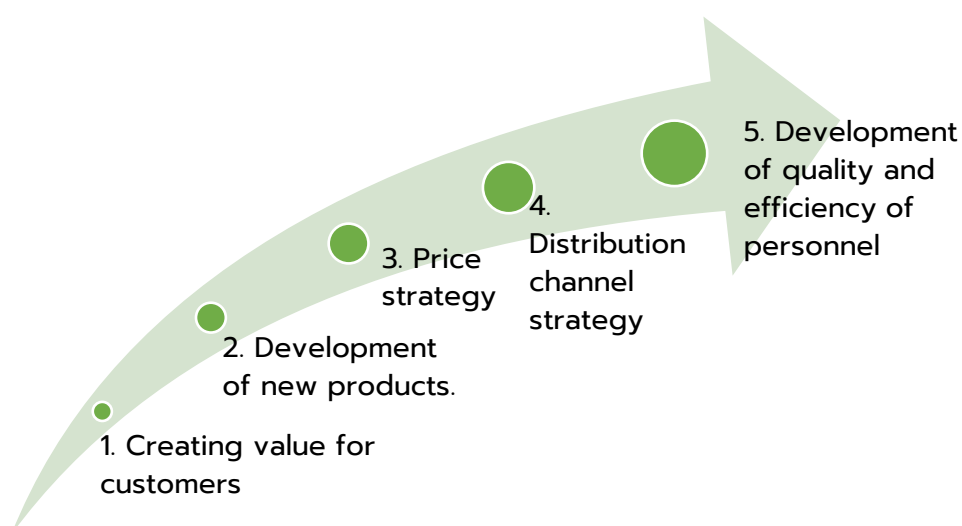 1. Creating value for
customers
2. Development
of new products.
3. Price
strategy
4.
Distribution
channel
strategy
5. Development
of quality and
efficiency of
personnel